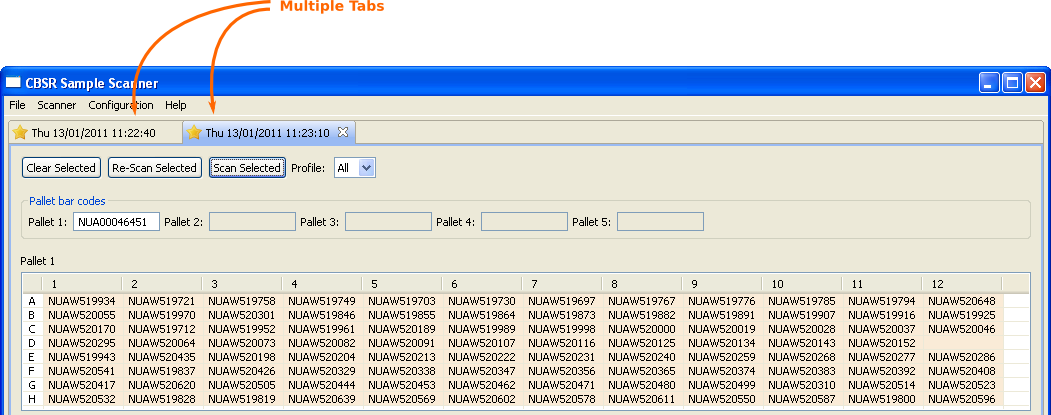 Multiple Tabs
CBSR Sample Scanner
File Scanner Configuration Help
Thu 13/01/2011 11:22:40 Thu 13/01/2011 11:23:10
Clear Selected Re-Scan Selected Scan Selected Profile: All
Pallet bar codes
Pallet 1: NUA00046451 Pallet 2: Pallet 3: Pallet 4: Pallet 5:
Pallet 1
1 2 3 4 5 6 7 8 9 10 11 12
A NUAW519934 NUAW519721 NUAW519758 NUAW519749 NUAW519703 NUAW519730 NUAW519697 NUAW519767 NUAW519776 NUAW519785 NUAW519794 NUAW520648
B NUAW520055 NUAW519970 NUAW520301 NUAW519846 NUAW519855 NUAW519864 NUAW519873 NUAW519882 NUAW519891 NUAW519907 NUAW519916 NUAW519925
C NUAW520170 NUAW519712 NUAW519952 NUAW519961 NUAW520189 NUAW519989 NUAW519998 NUAW520000 NUAW520019 NUAW520028 NUAW520037 NUAW520046
D NUAW520295 NUAW520064 NUAW520073 NUAW520082 NUAW520091 NUAW520107 NUAW520116 NUAW520125 NUAW520134 NUAW520143 NUAW520152
E NUAW519943 NUAW520435 NUAW520198 NUAW520204 NUAW520213 NUAW520222 NUAW520231 NUAW520240 NUAW520259 NUAW520268 NUAW520277 NUAW520286
F NUAW520541 NUAW519837 NUAW520426 NUAW520329 NUAW520338 NUAW520347 NUAW520356 NUAW520365 NUAW520374 NUAW520383 NUAW520392 NUAW520408
G NUAW520417 NUAW520620 NUAW520505 NUAW520444 NUAW520453 NUAW520462 NUAW520471 NUAW520480 NUAW520499 NUAW520310 NUAW520514 NUAW520523
H NUAW520532 NUAW519828 NUAW519819 NUAW520639 NUAW520569 NUAW520602 NUAW520578 NUAW520611 NUAW520550 NUAW520587 NUAW519800 NUAW520596